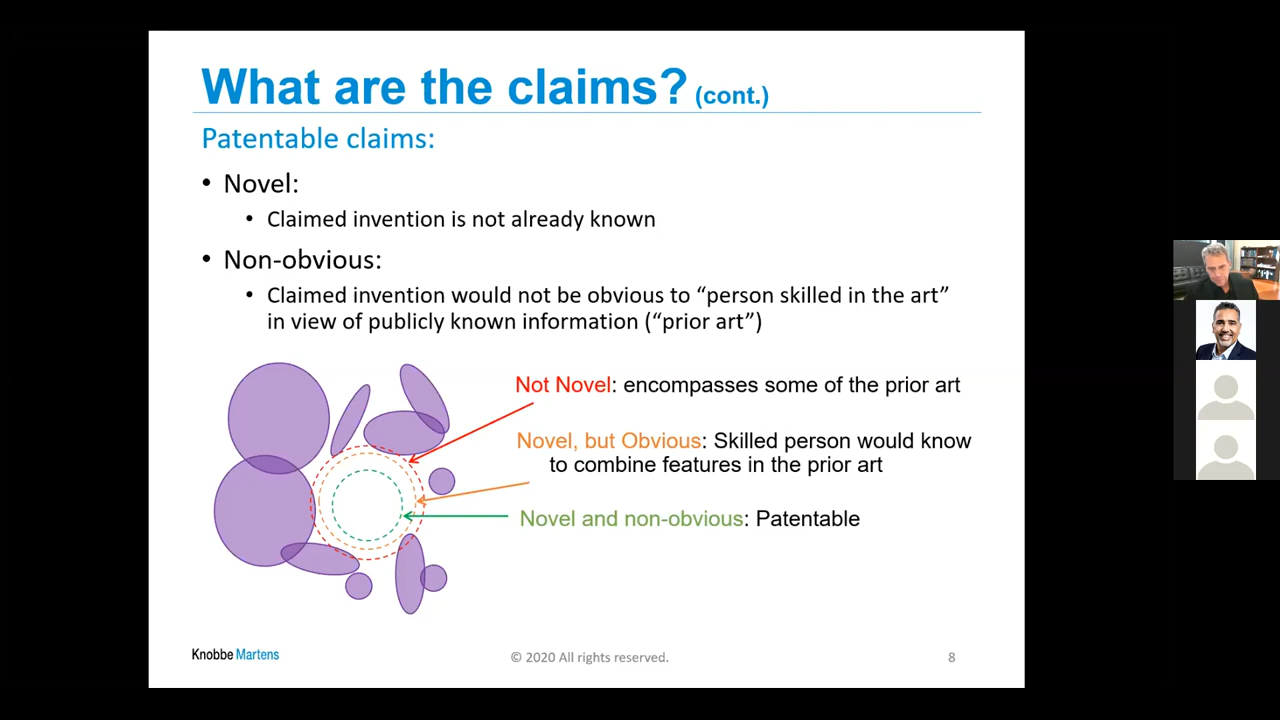 What are the claims? (cont.)
Patentable claims:
• Novel:
• Claimed invention is not already known
• Non-obvious:
• Claimed invention would not be obvious to “person skilled in the art”
in view of publicly known information (“prior art”)
Not Novel: encompasses some of the prior art
Novel, but Obvious: Skilled person would know
to combine features in the prior art
Novel and non-obvious: Patentable
Knobbe Martens
© 2020 All rights reserved.
8